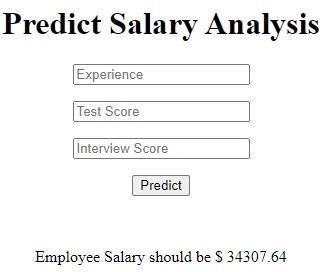 Predict Salary Analysis
Experience
Test Score
Interview Score
Predict
Employee Salary should be $ 34307.64